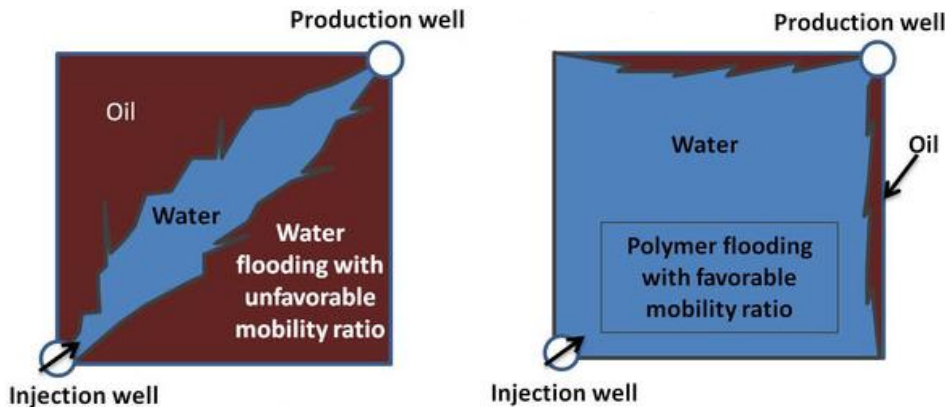 Production well
Oil
Water
Water
flooding with
unfavorable
mobility ratio
Injection well
Production well
Water
Oil
Polymer flooding
with favorable
mobility ratio
Injection well